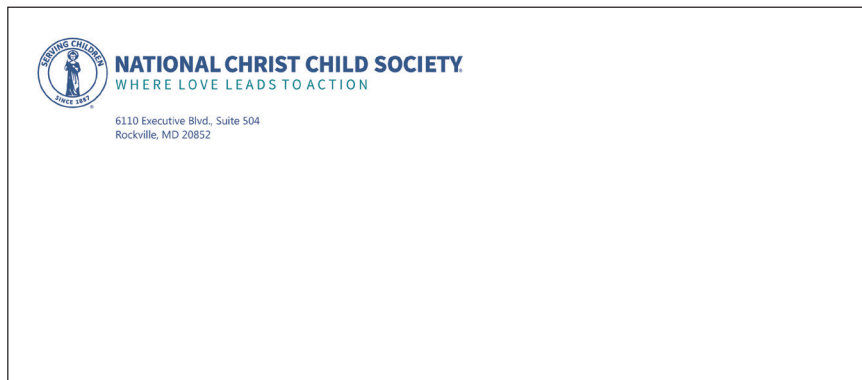 SERVING CHILDREN
SINCE 1887
®
NATIONAL CHRIST CHILD SOCIETY®
WHERE LOVE LEADS TO ACTION
6110 Executive Blvd., Suite 504
Rockville, MD 20852